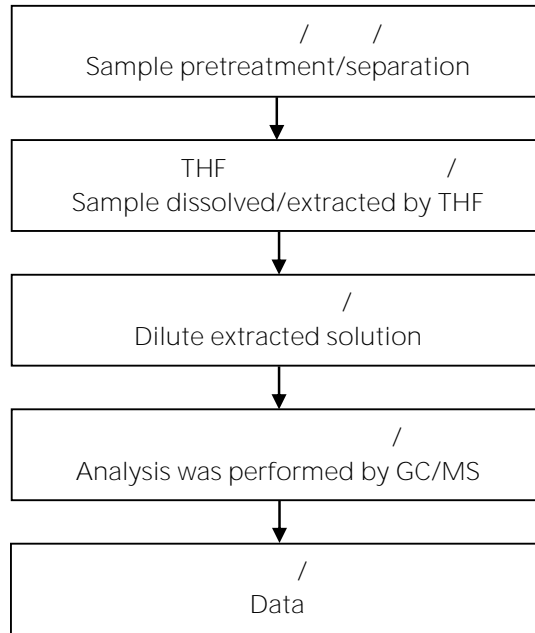 / /
Sample pretreatment/separation
THF /
Sample dissolved/extracted by THF
/
Dilute extracted solution
/
Analysis was performed by GC/MS
/
Data